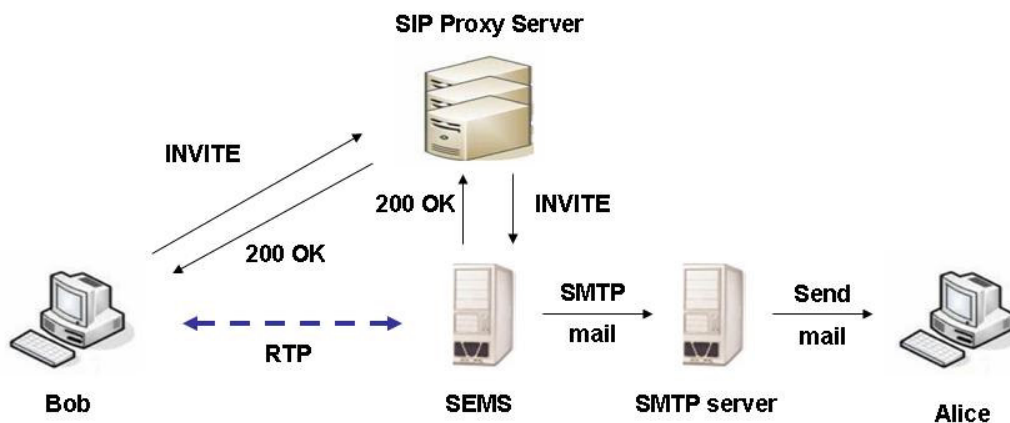 SIP Proxy Server
INVITE
200 OK
200 OK
INVITE
RTP
SMTP
mail
Send
mail
Bob
SEMS
SMTP server
Alice